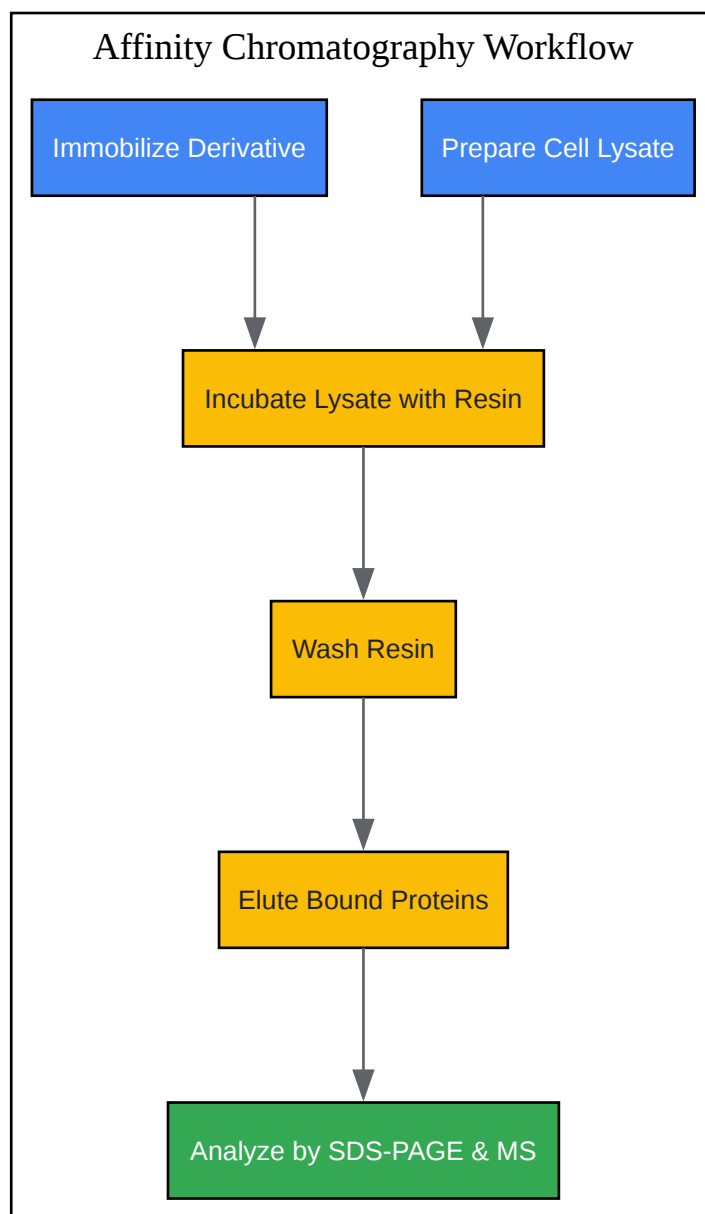 Affinity Chromatography Workflow
Immobilize Derivative
Prepare Cell Lysate
Incubate Lysate with Resin
Wash Resin
Elute Bound Proteins
Analyze by SDS-PAGE & MS